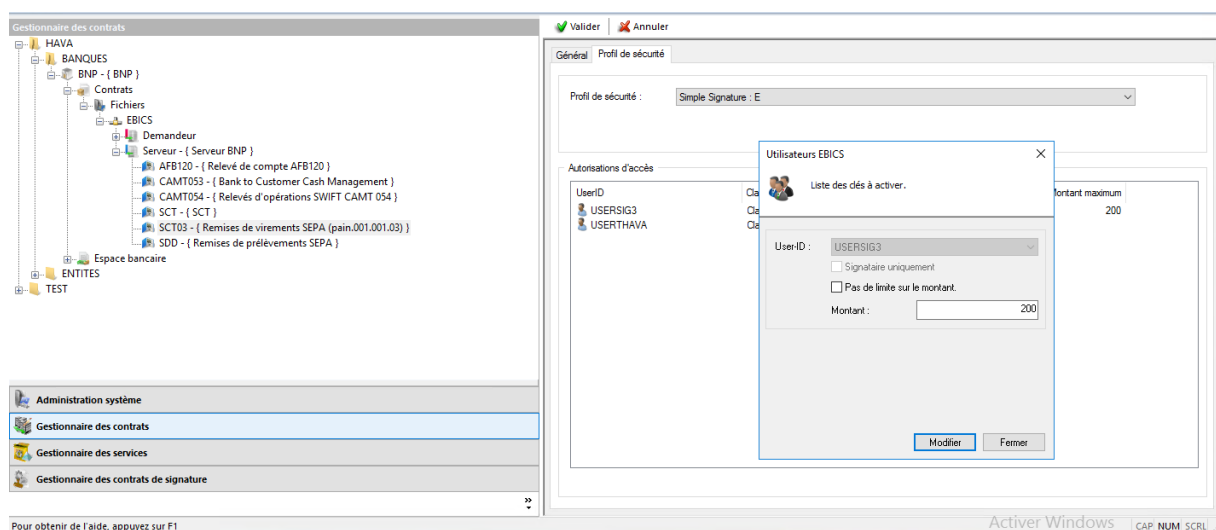 Gestionnaire des contrats
HAVA
BANQUES
BNP - { BNP }
Contrats
Fichiers
EBICS
Demandeur
Serveur - { Serveur BNP }
AFB120 - { Relevé de compte AFB120 }
CAMT053 - { Bank to Customer Cash Management }
CAMT054 - { Relevés d'opérations SWIFT CAMT 054 }
SCT - { SCT }
SCT03 - { Remises de virements SEPA (pain.001.001.03) }
SDD - { Remises de prélèvements SEPA }
Espace bancaire
ENTITES
TEST
Administration système
Gestionnaire des contrats
Gestionnaire des services
Gestionnaire des contrats de signature
Valider Annuler
Général Profil de sécurité
Profil de sécurité : Simple Signature : E
Autorisations d'accès
UserID Cla Montant maximum
USERSIG3 Cla 200
USERTHAVA Cla
Utilisateurs EBICS
Liste des clés à activer.
User-ID : USERSIG3
Signataire uniquement
Pas de limite sur le montant.
Montant : 200
Modifier Fermer
Pour obtenir de l'aide, appuyez sur F1
Activer Windows CAP NUM SCRL